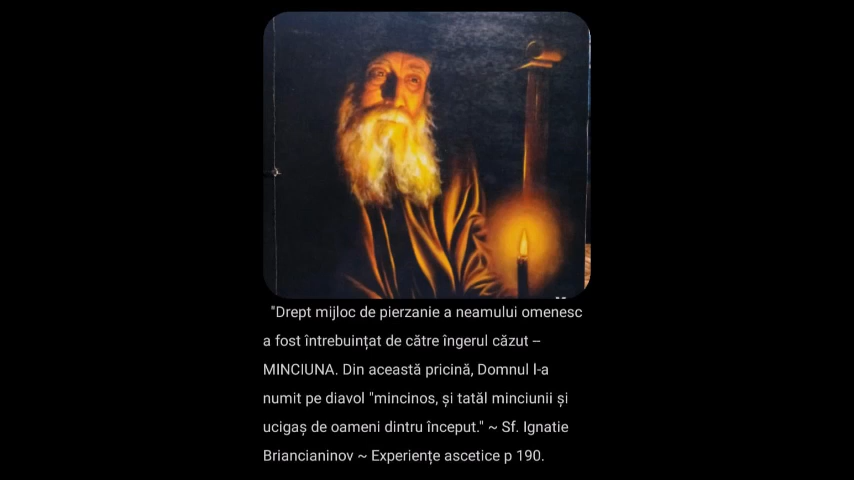 "Drept mijloc de pierzanie a neamului omenesc
a fost întrebuințat de către îngerul căzut –
MINCIUNA. Din această pricină, Domnul l-a
numit pe diavol "mincinos, și tatăl minciunii și
ucigaș de oameni dintru început." ~ Sf. Ignatie
Briancianinov ~ Experiențe ascetice p 190.